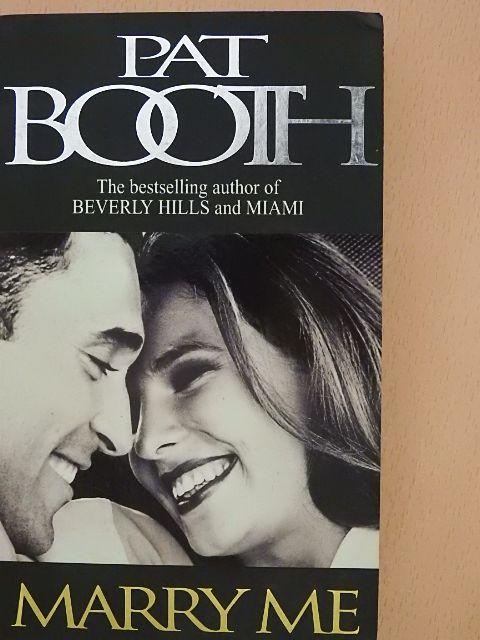 PAT
BOOTH
The bestselling author of
BEVERLY HILLS and MIAMI
MARRY ME